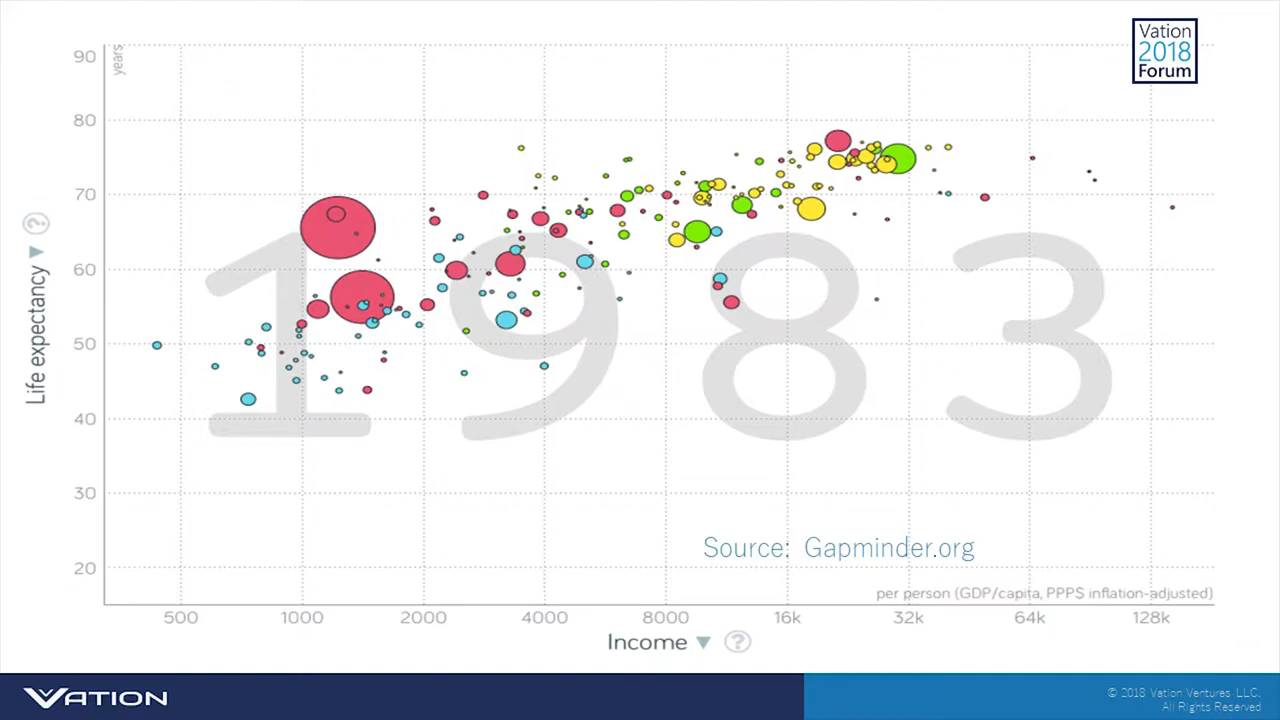 Vation
2018
Forum
years
90
80
70
60
50
40
30
20
Life expectancy ▼ ?
1983
Source: Gapminder.org
per person (GDP/capita, PPP$ inflation-adjusted)
500 1000 2000 4000 8000 16k 32k 64k 128k
Income ▼ ?
VATION
© 2018 Vation Ventures LLC.
All Rights Reserved